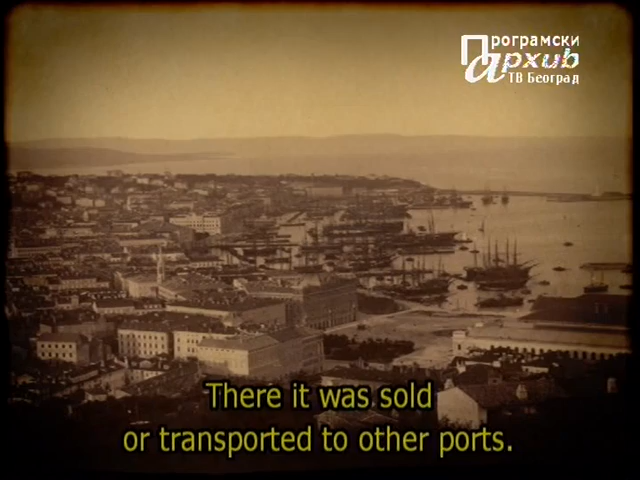 Програмски
архив
ТВ Београд
There it was sold
or transported to other ports.